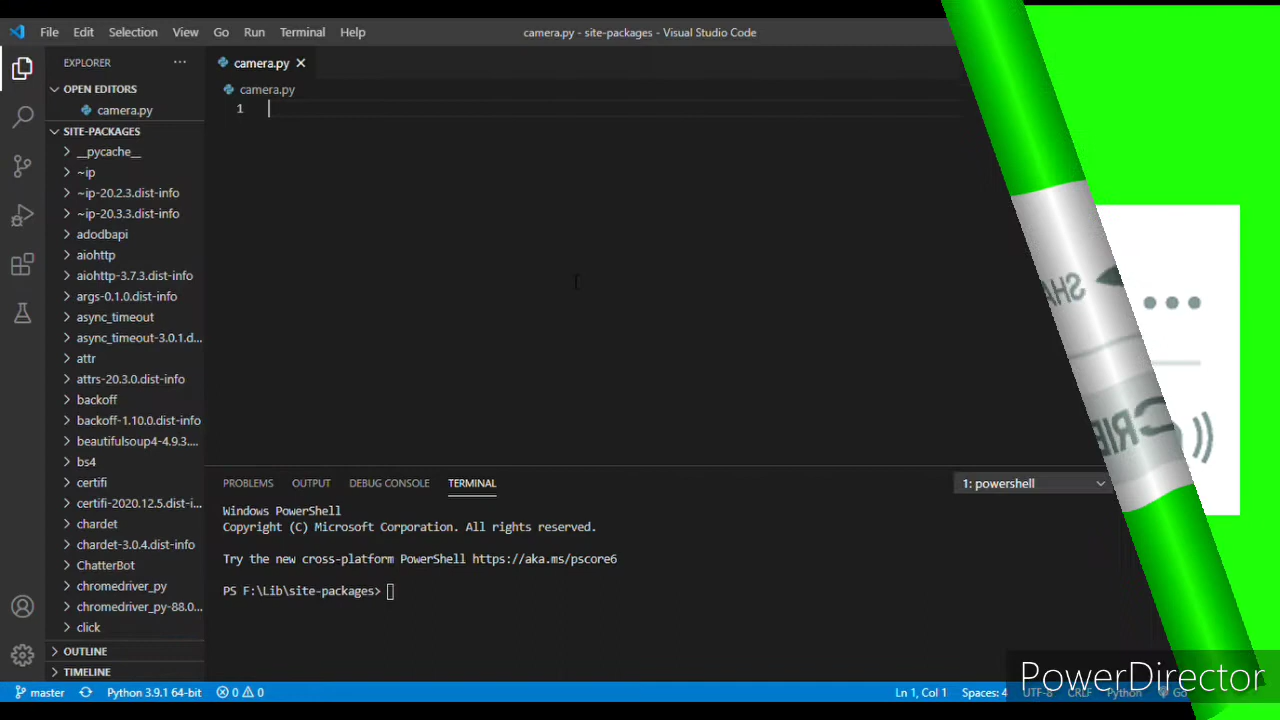 File Edit Selection View Go Run Terminal Help
camera.py - site-packages - Visual Studio Code
EXPLORER
camera.py
OPEN EDITORS
camera.py
camera.py
1
SITE-PACKAGES
__pycache__
~ip
~ip-20.2.3.dist-info
~ip-20.3.3.dist-info
adodbapi
aiohttp
aiohttp-3.7.3.dist-info
args-0.1.0.dist-info
async_timeout
async_timeout-3.0.1.d...
attr
attrs-20.3.0.dist-info
backoff
backoff-1.10.0.dist-info
beautifulsoup4-4.9.3....
bs4
certifi
certifi-2020.12.5.dist-i...
chardet
chardet-3.0.4.dist-info
ChatterBot
chromedriver_py
chromedriver_py-88.0...
click
OUTLINE
TIMELINE
PROBLEMS OUTPUT DEBUG CONSOLE TERMINAL
1: powershell
Windows PowerShell
Copyright (C) Microsoft Corporation. All rights reserved.
Try the new cross-platform PowerShell https://aka.ms/pscore6
PS F:\Lib\site-packages>
SHA
CRIB
PowerDirector
master Python 3.9.1 64-bit 0 0 Ln 1, Col 1 Spaces: 4 UTF-8 CRLF Python Go